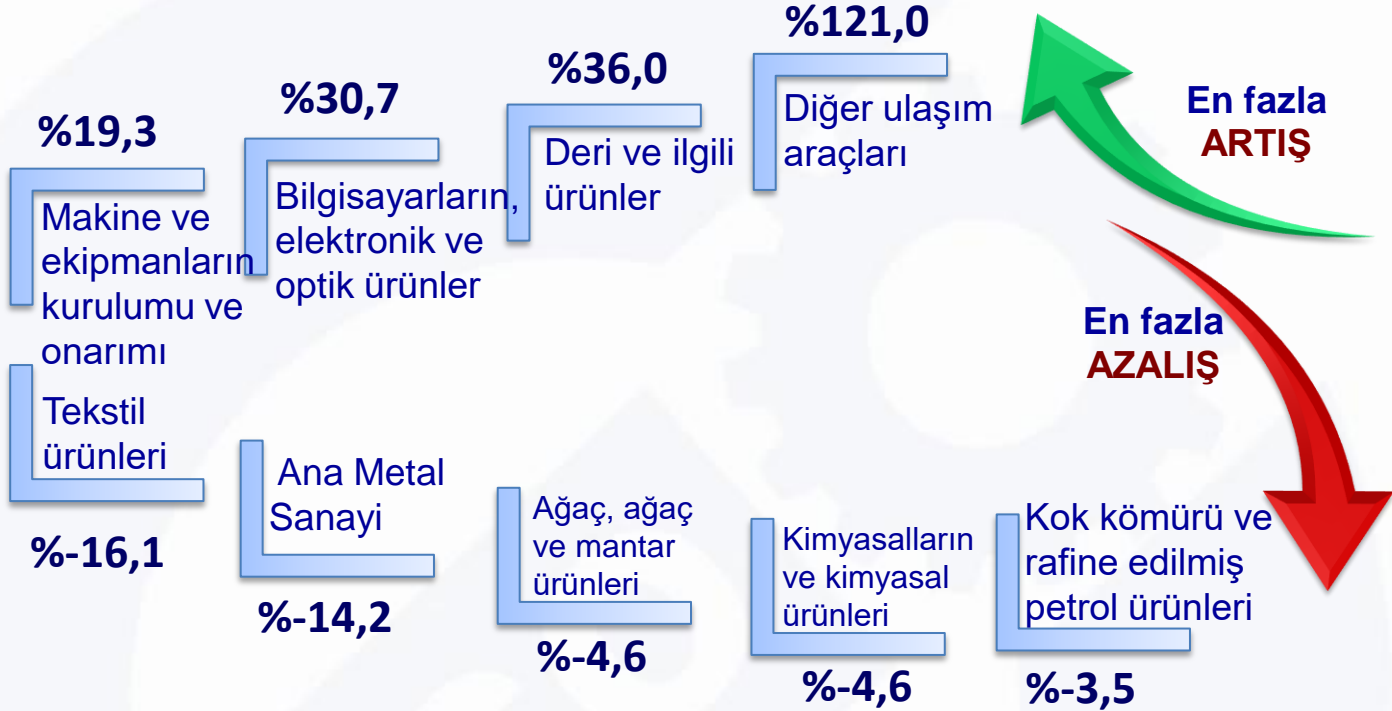 %19,3
Makine ve
ekipmanların
kurulumu ve
onarımı
%30,7
Bilgisayarların,
elektronik ve
optik ürünler
%36,0
Deri ve ilgili
ürünler
%121,0
Diğer ulaşım
araçları
En fazla
ARTIŞ
En fazla
AZALIŞ
Tekstil
ürünleri
%-16,1
Ana Metal
Sanayi
%-14,2
Ağaç, ağaç
ve mantar
ürünleri
%-4,6
Kimyasalların
ve kimyasal
ürünleri
%-4,6
Kok kömürü ve
rafine edilmiş
petrol ürünleri
%-3,5